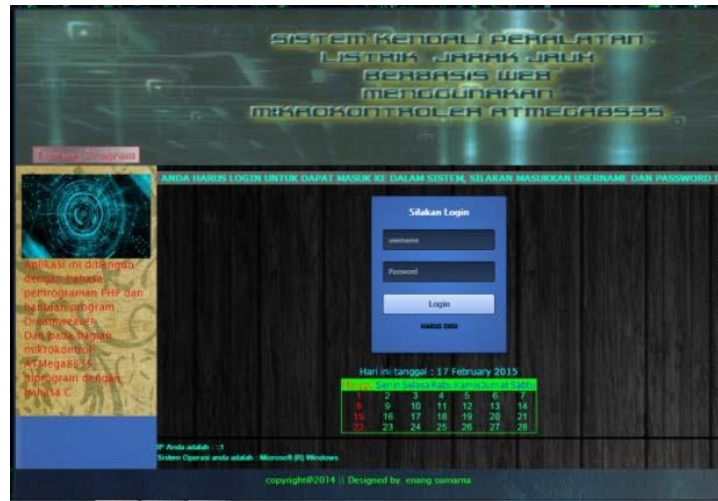 SISTEM KENDALI PERALATAN
LISTRIK JARAK JAUH
BERBASIS WEB
MENGGUNAKAN
MIKROKONTROLER ATMEGA8535
Program
ANDA HARUS LOGIN UNTUK DAPAT MASUK KE DALAM SISTEM, SILAKAN MASUKKAN USERNAME DAN PASSWORD
Aplikasi ini dibangun
dengan bahasa
pemrograman PHP dan
bantuan program
Dreamweaver
Dan pada bagian
mikrokontrol
ATMega8535
diprogram dengan
bahasa C
Silakan Login
username
Password
Login
HARUS DIISI
Hari ini tanggal : 17 February 2015
Minggu Senin Selasa Rabu Kamis Jumat Sabtu
1 2 3 4 5 6 7
8 9 10 11 12 13 14
15 16 17 18 19 20 21
22 23 24 25 26 27 28
IP Anda adalah : ::1
Sistem Operasi anda adalah : Microsoft (R) Windows
copyright@2014 || Designed by. enang sumarna